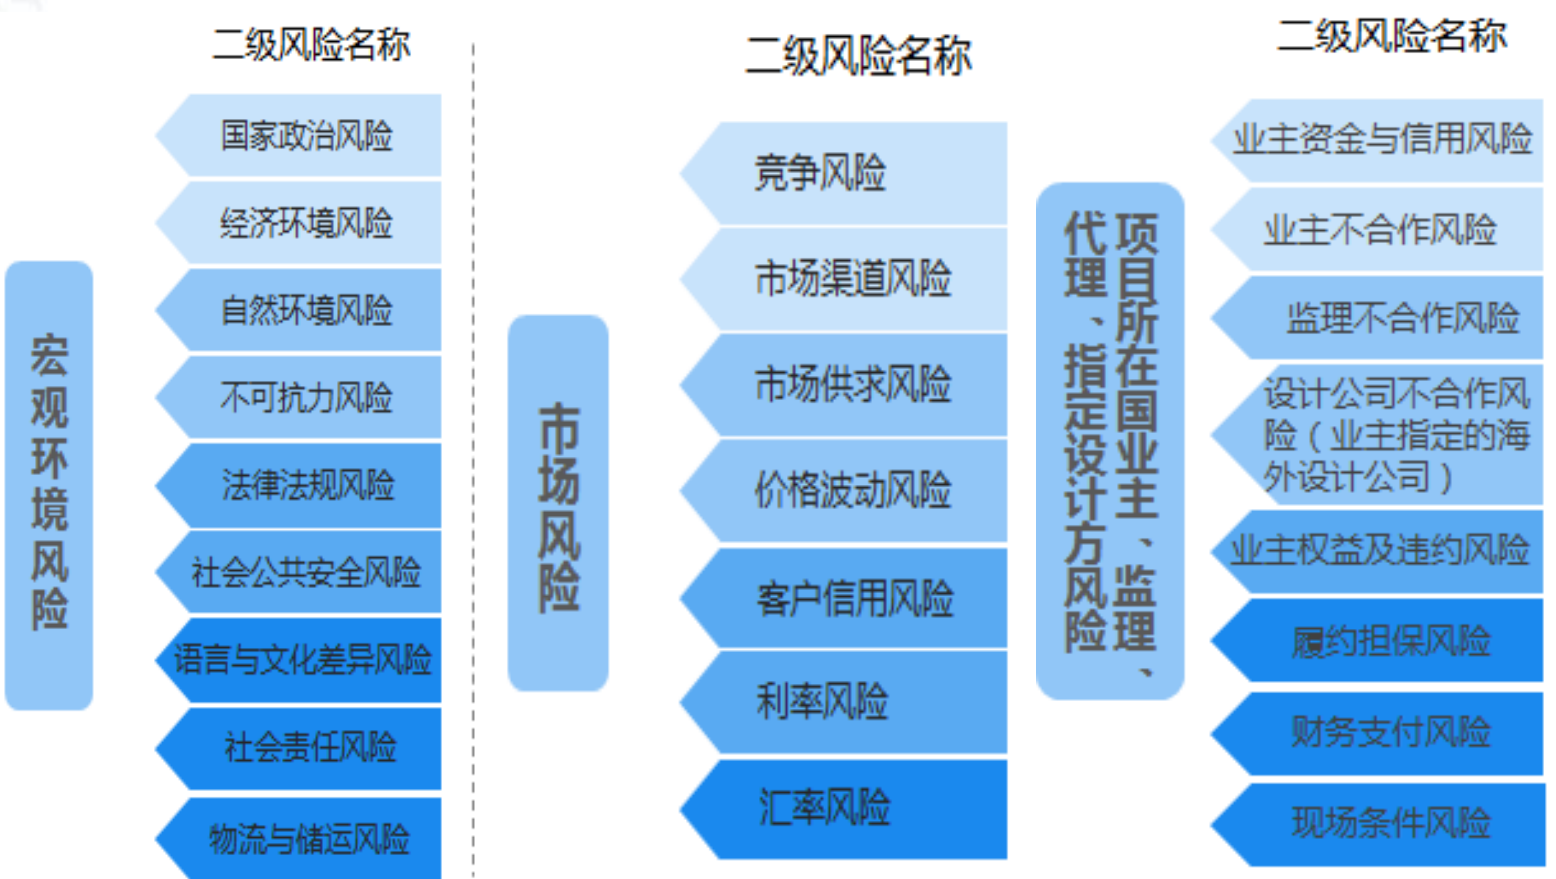 二级风险名称
宏观环境风险
国家政治风险
经济环境风险
自然环境风险
不可抗力风险
法律法规风险
社会公共安全风险
语言与文化差异风险
社会责任风险
物流与储运风险
二级风险名称
市场风险
竞争风险
市场渠道风险
市场供求风险
价格波动风险
客户信用风险
利率风险
汇率风险
二级风险名称
项目所在国业主、监理、
代理、指定设计方风险
业主资金与信用风险
业主不合作风险
监理不合作风险
设计公司不合作风
险（业主指定的海
外设计公司）
业主权益及违约风险
履约担保风险
财务支付风险
现场条件风险